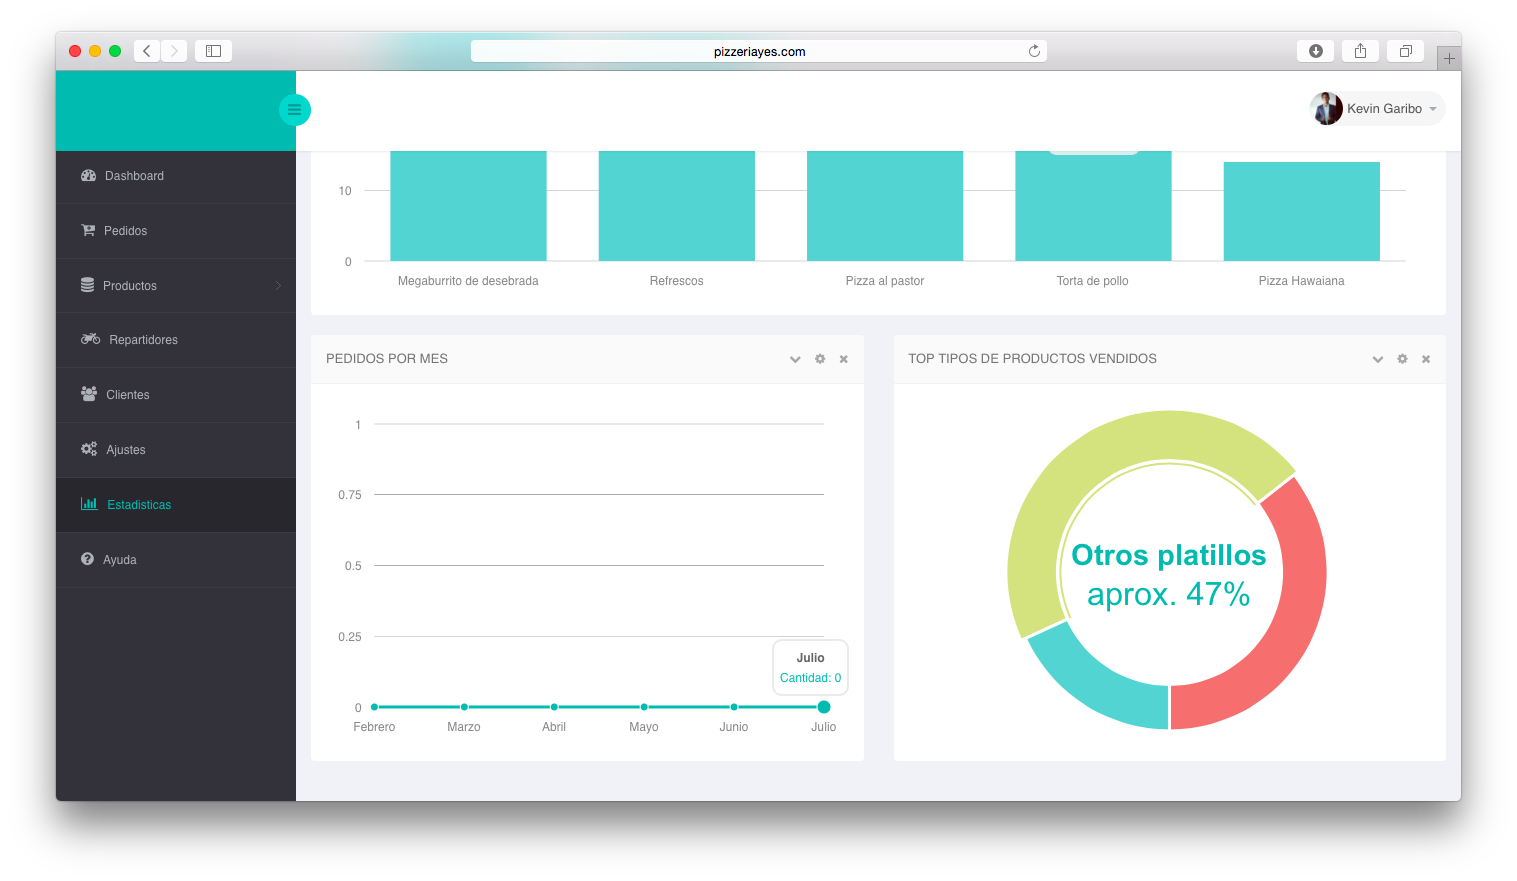 pizzeriayes.com
Kevin Garibo
Dashboard
Pedidos
Productos
Repartidores
Clientes
Ajustes
Estadisticas
Ayuda
10
0
Megaburrito de desebrada
Refrescos
Pizza al pastor
Torta de pollo
Pizza Hawaiana
PEDIDOS POR MES
1
0.75
0.5
0.25
0
Julio
Cantidad: 0
Febrero
Marzo
Abril
Mayo
Junio
Julio
TOP TIPOS DE PRODUCTOS VENDIDOS
Otros platillos
aprox. 47%